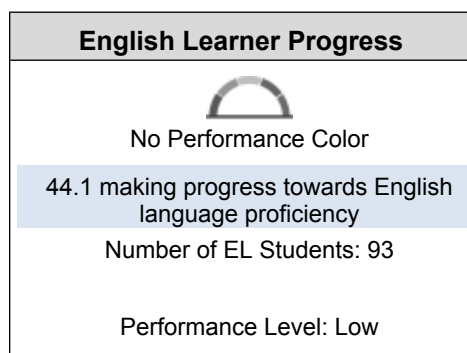 English Learner Progress
No Performance Color
44.1 making progress towards English
language proficiency
Number of EL Students: 93
Performance Level: Low